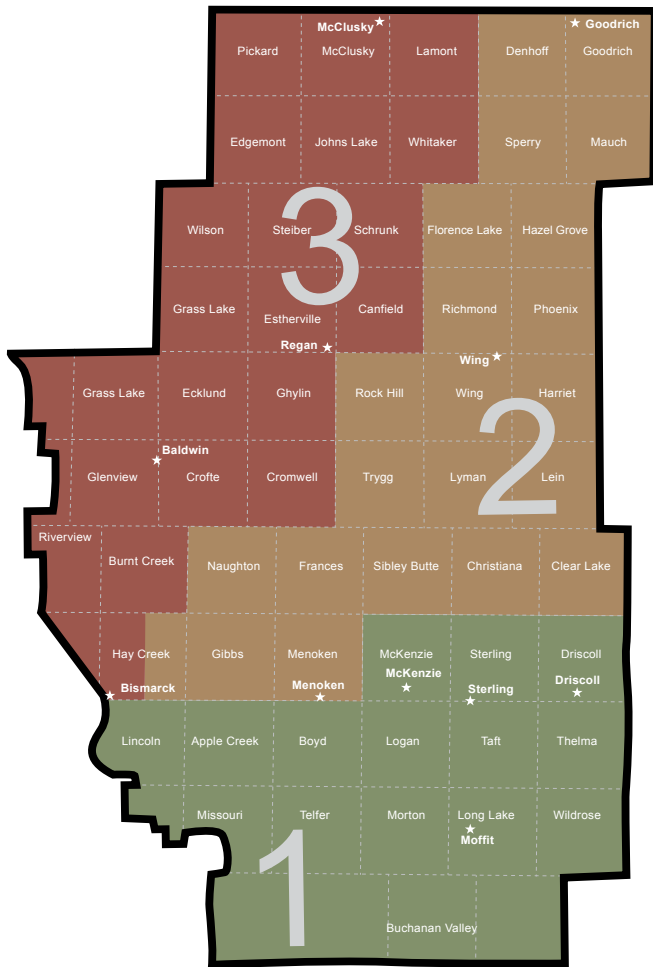 McClusky
Goodrich
Pickard
McClusky
Lamont
Denhoff
Goodrich
Edgemont
Johns Lake
Whitaker
Sperry
Mauch
Wilson
Steiber
Schrunk
Florence Lake
Hazel Grove
3
Grass Lake
Estherville
Canfield
Richmond
Phoenix
Regan
Wing
Grass Lake
Ecklund
Ghylin
Rock Hill
Wing
Harriet
2
Baldwin
Glenview
Crofte
Cromwell
Trygg
Lyman
Lein
Riverview
Burnt Creek
Naughton
Frances
Sibley Butte
Christiana
Clear Lake
Hay Creek
Gibbs
Menoken
McKenzie
Sterling
Driscoll
McKenzie
Driscoll
Bismarck
Menoken
Sterling
Lincoln
Apple Creek
Boyd
Logan
Taft
Thelma
Missouri
Telfer
Morton
Long Lake
Wildrose
Moffit
1
Buchanan Valley